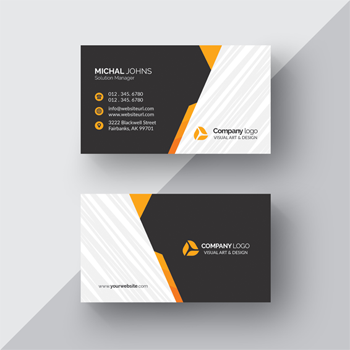 MICHAL JOHNS
Solution Manager
012 . 345. 6780
012 . 345. 6780
info@websiteurl.com
www.websiteurl.com
3222 Blackwell Street
Fairbanks, AK 99701
Company logo
VISUAL ART & DESIGN
COMPANY LOGO
VISUAL ART & DESIGN
www.yourwebsite.com